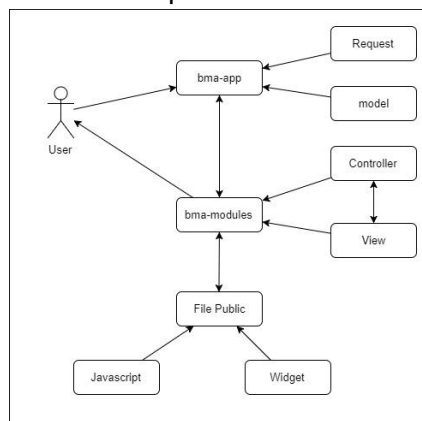 Request
bma-app
model
User
Controller
bma-modules
View
File Public
Javascript
Widget